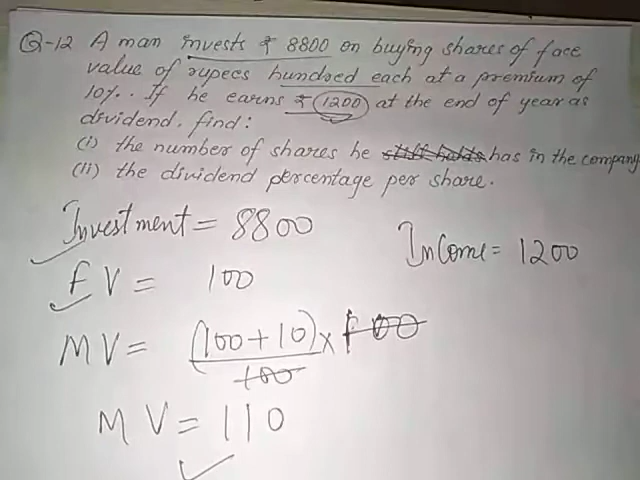 Q-12 A man invests ₹ 8800 on buying shares of face
value of rupees hundred each at a premium of
10%. If he earns ₹ 1200 at the end of year as
dividend, find:
(i) the number of shares he still holds has in the company
(ii) the dividend percentage per share.
Investment = 8800
Income = 1200
FV = 100
MV = (100+10) × 100
100
MV = 110